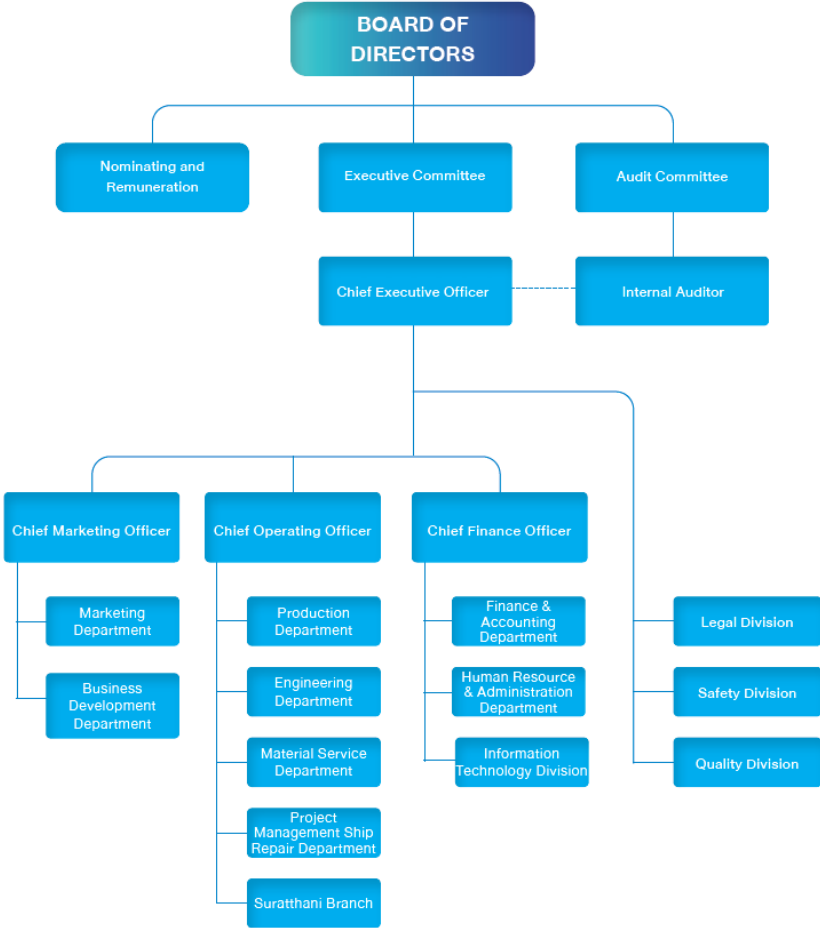 BOARD OF
DIRECTORS
Nominating and
Remuneration
Executive Committee
Audit Committee
Chief Executive Officer
Internal Auditor
Chief Marketing Officer
Chief Operating Officer
Chief Finance Officer
Marketing
Department
Business
Development
Department
Production
Department
Engineering
Department
Material Service
Department
Project
Management Ship
Repair Department
Suratthani Branch
Finance &
Accounting
Department
Human Resource
& Administration
Department
Information
Technology Division
Legal Division
Safety Division
Quality Division